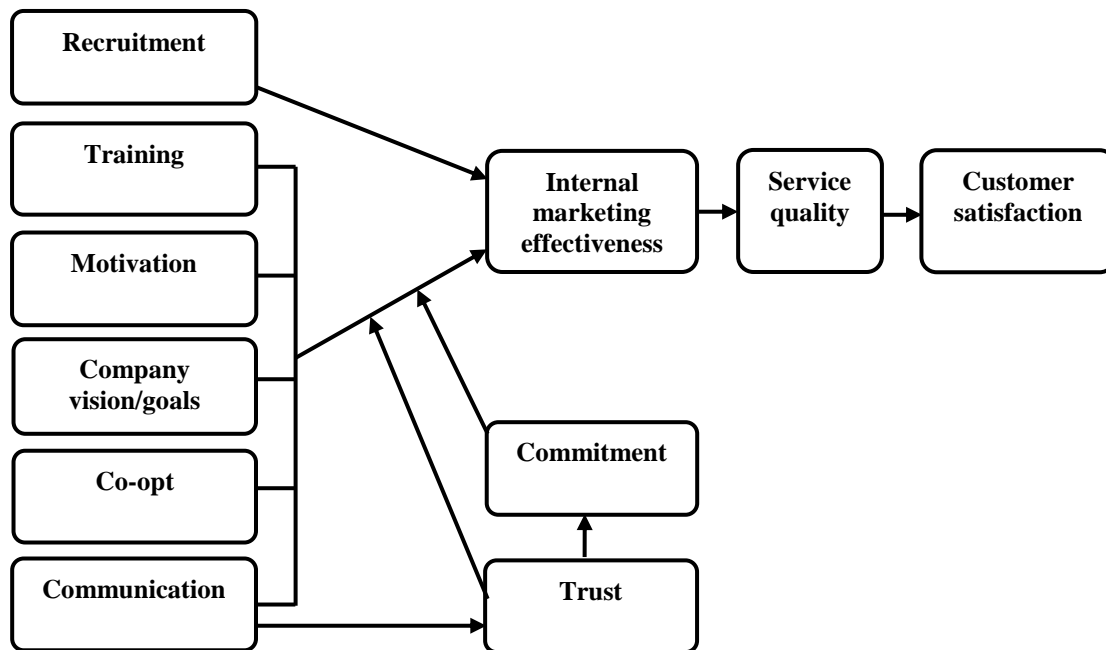 Recruitment
Training
Motivation
Company
vision/goals
Co-opt
Communication
Internal
marketing
effectiveness
Service
quality
Customer
satisfaction
Commitment
Trust